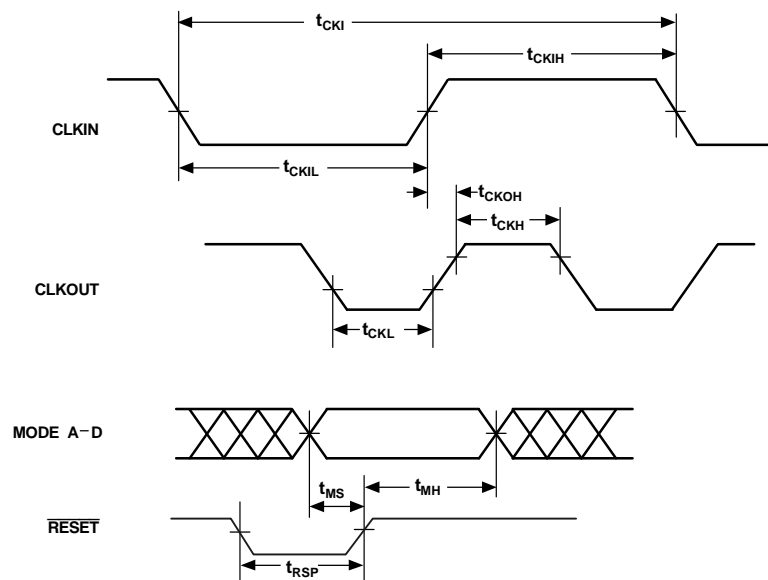 tCKI
tCKIH
CLKIN
tCKIL
tCKOH
tCKH
CLKOUT
tCKL
MODE A–D
tMS
tMH
RESET
tRSP